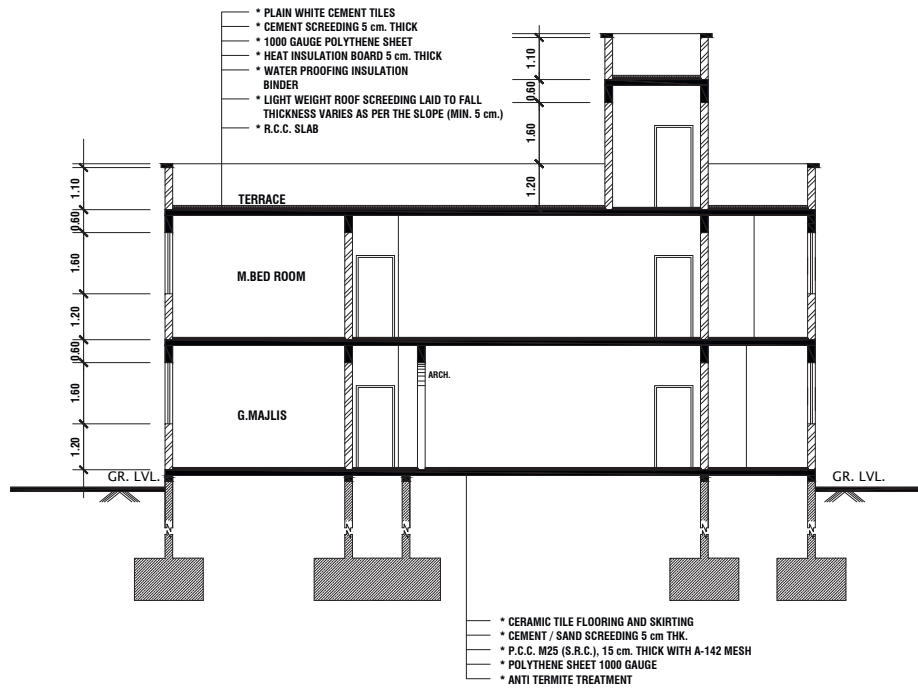 * PLAIN WHITE CEMENT TILES
* CEMENT SCREEDING 5 cm. THICK
* 1000 GAUGE POLYTHENE SHEET
* HEAT INSULATION BOARD 5 cm. THICK
* WATER PROOFING INSULATION
BINDER
* LIGHT WEIGHT ROOF SCREEDING LAID TO FALL
THICKNESS VARIES AS PER THE SLOPE (MIN. 5 cm.)
* R.C.C. SLAB
1.10
0.60
1.60
1.20
1.10
0.60
1.60
1.20
0.60
1.60
1.20
TERRACE
M.BED ROOM
ARCH.
G.MAJLIS
GR. LVL.
GR. LVL.
* CERAMIC TILE FLOORING AND SKIRTING
* CEMENT / SAND SCREEDING 5 cm THK.
* P.C.C. M25 (S.R.C.), 15 cm. THICK WITH A-142 MESH
* POLYTHENE SHEET 1000 GAUGE
* ANTI TERMITE TREATMENT